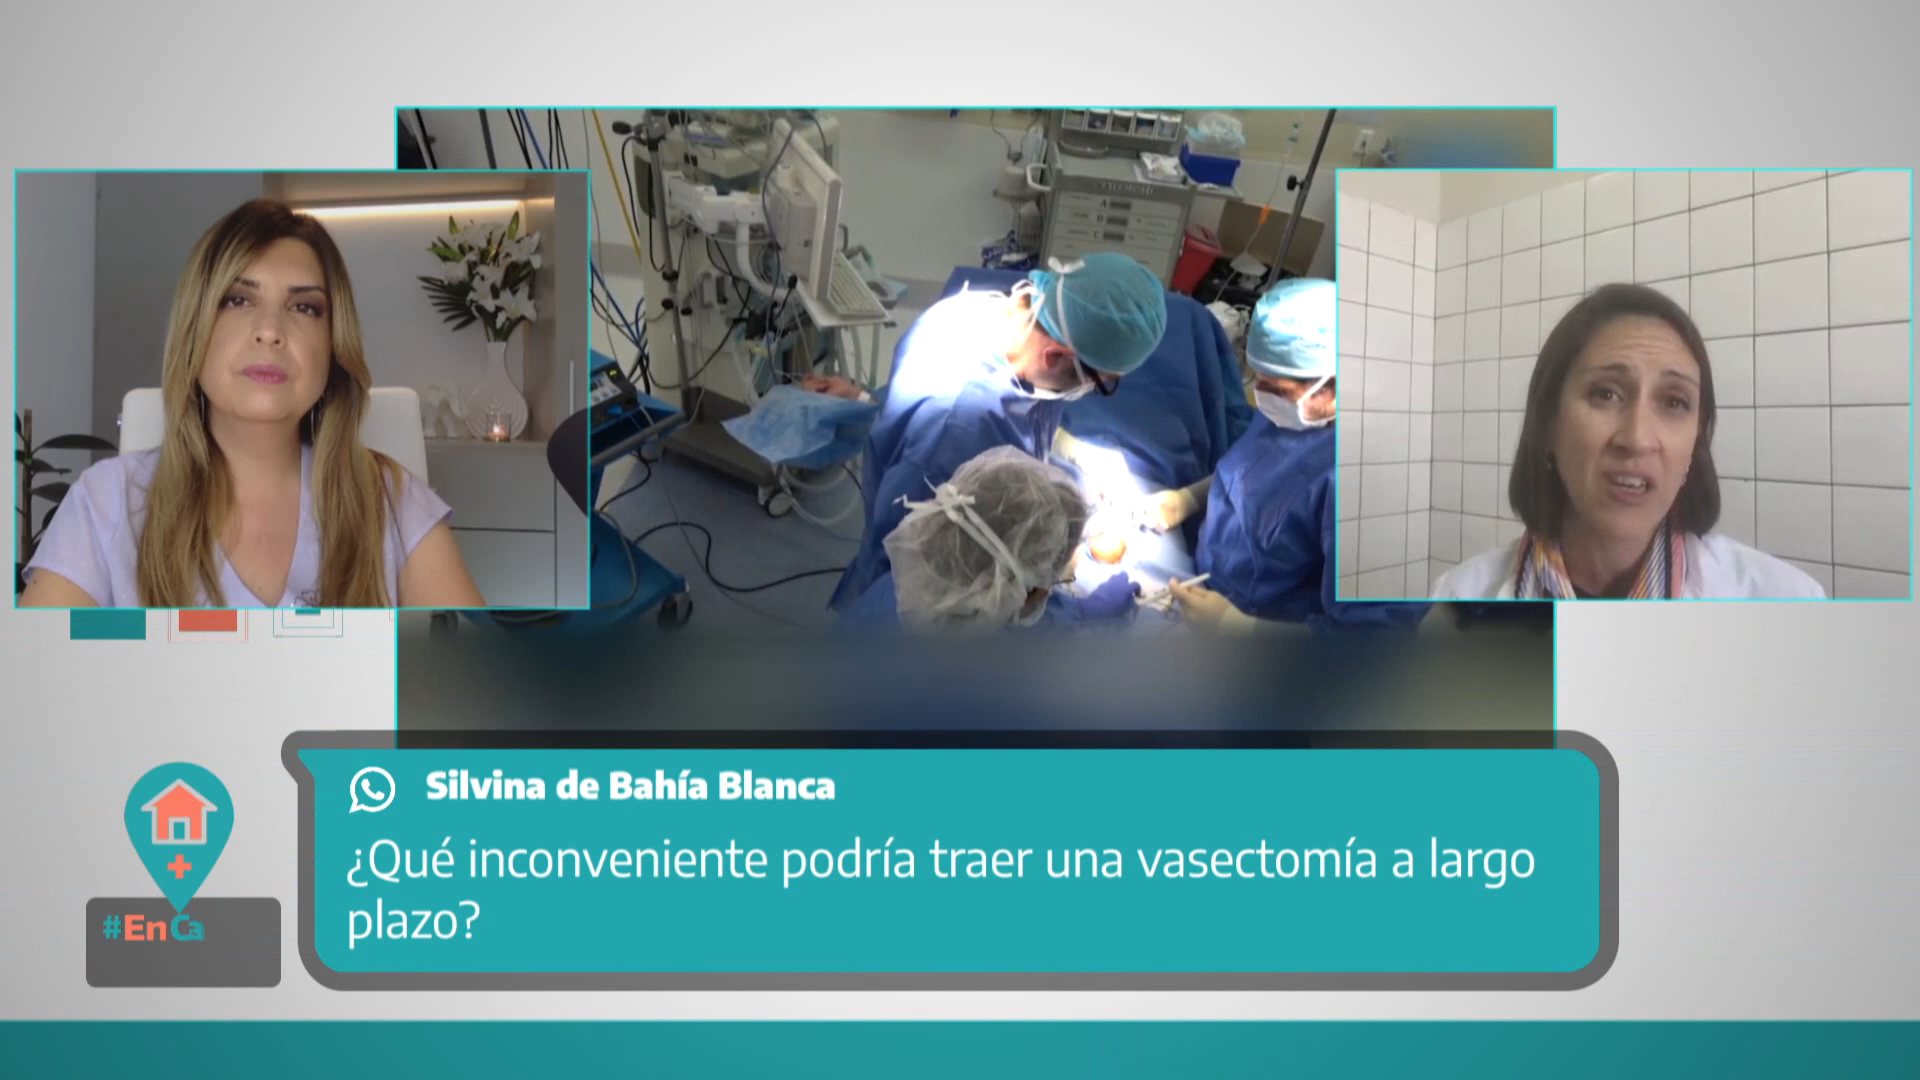 Silvina de Bahía Blanca
¿Qué inconveniente podría traer una vasectomía a largo
plazo?
#EnCa
A
B
C